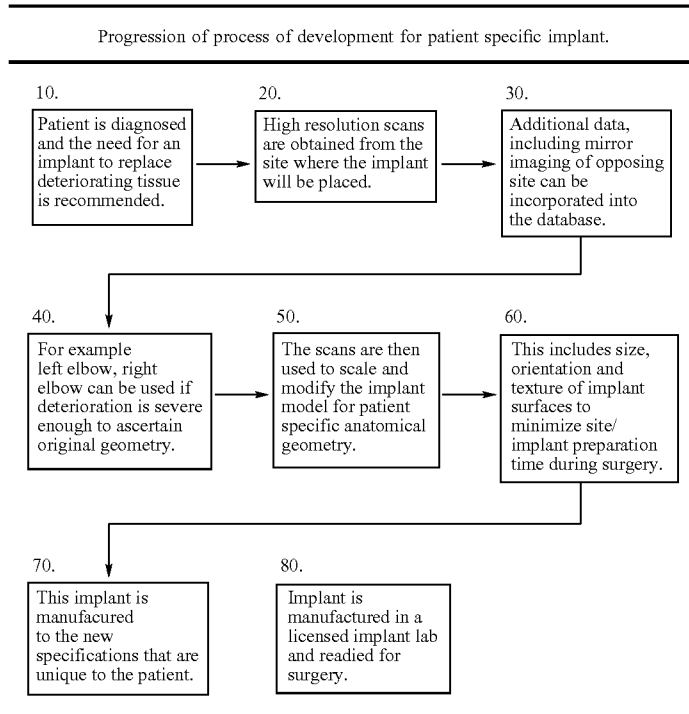 Progression of process of development for patient specific implant.
10.
Patient is diagnosed
and the need for an
implant to replace
deteriorating tissue
is recommended.
20.
High resolution scans
are obtained from the
site where the implant
will be placed.
30.
Additional data,
including mirror
imaging of opposing
site can be
incorporated into
the database.
40.
For example
left elbow, right
elbow can be used if
deterioration is severe
enough to ascertain
original geometry.
50.
The scans are then
used to scale and
modify the implant
model for patient
specific anatomical
geometry.
60.
This includes size,
orientation and
texture of implant
surfaces to
minimize site/
implant preparation
time during surgery.
70.
This implant is
manufacured
to the new
specifications that are
unique to the patient.
80.
Implant is
manufactured in a
licensed implant lab
and readied for
surgery.